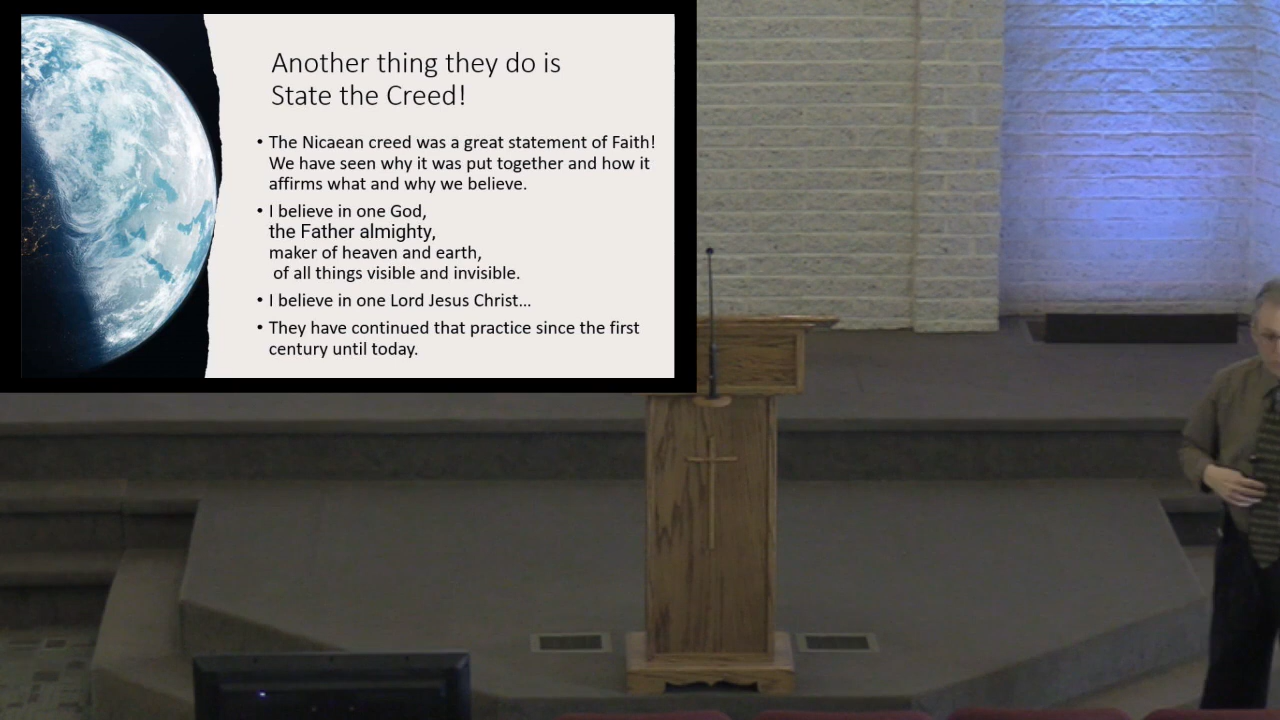 Another thing they do is
State the Creed!
• The Nicaean creed was a great statement of Faith!
We have seen why it was put together and how it
affirms what and why we believe.
• I believe in one God,
the Father almighty,
maker of heaven and earth,
of all things visible and invisible.
• I believe in one Lord Jesus Christ...
• They have continued that practice since the first
century until today.